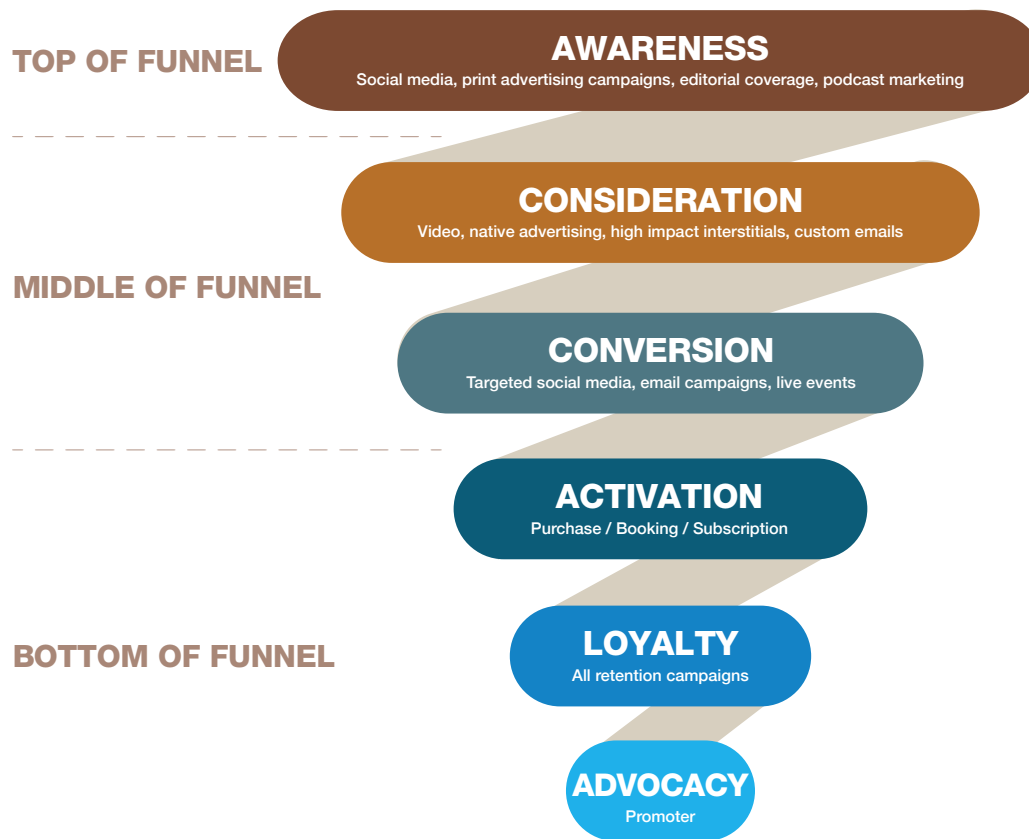 TOP OF FUNNEL
AWARENESS
Social media, print advertising campaigns, editorial coverage, podcast marketing
CONSIDERATION
Video, native advertising, high impact interstitials, custom emails
MIDDLE OF FUNNEL
CONVERSION
Targeted social media, email campaigns, live events
ACTIVATION
Purchase / Booking / Subscription
BOTTOM OF FUNNEL
LOYALTY
All retention campaigns
ADVOCACY
Promoter